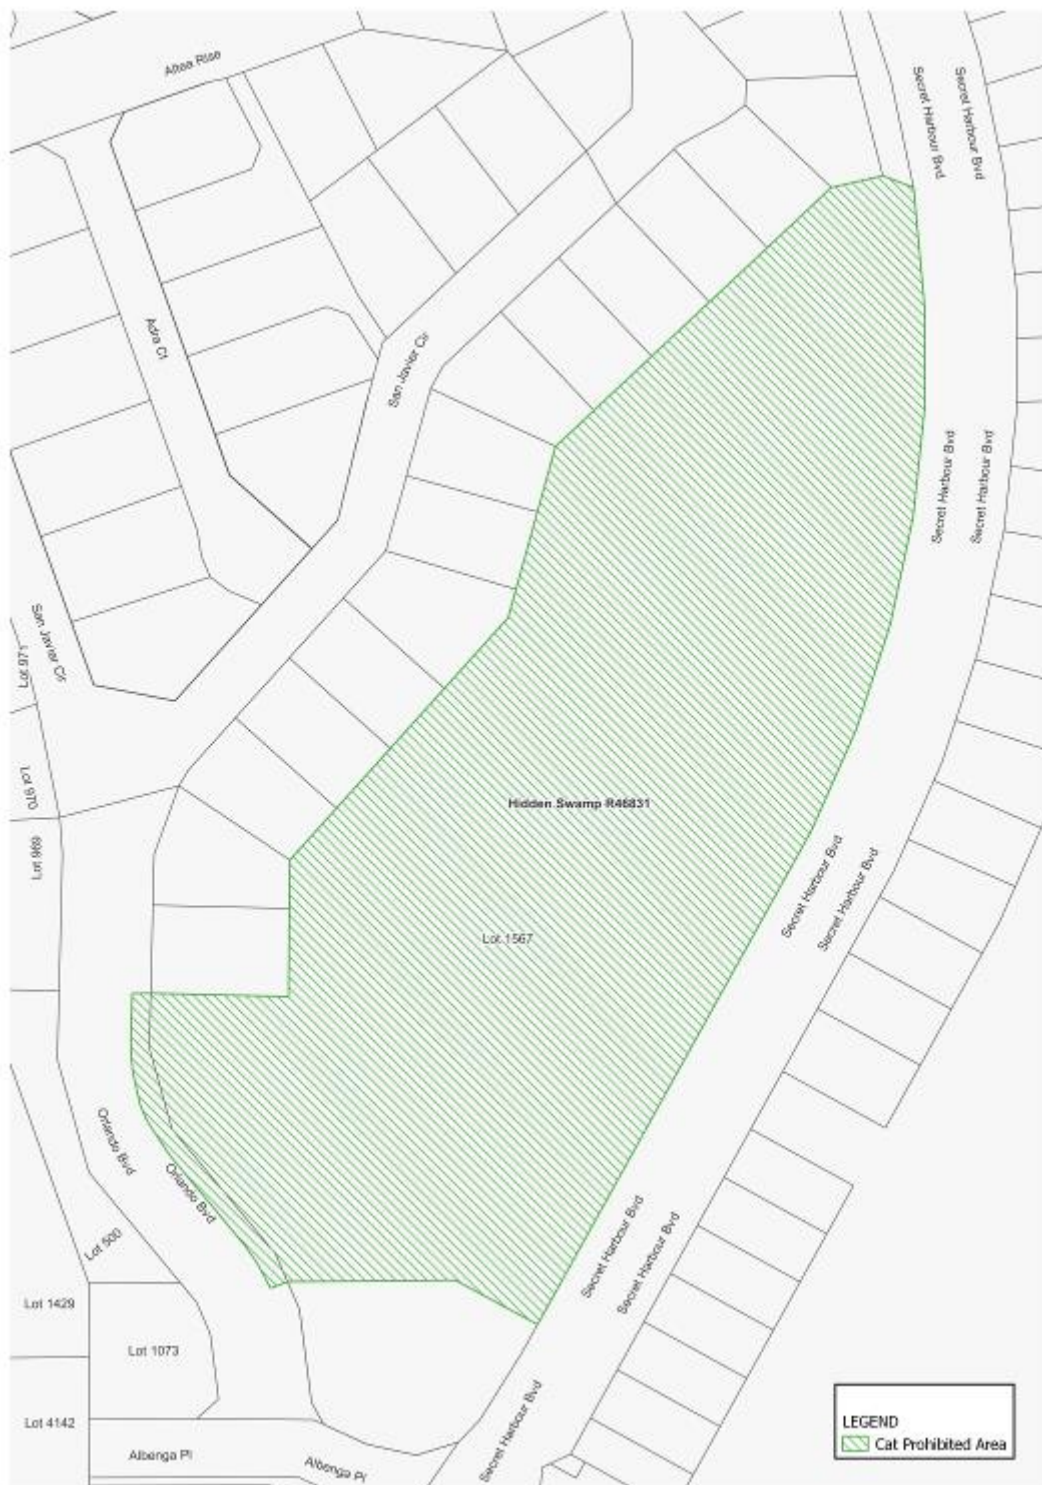 Altea Rise
Secret Harbour Bvd
Secret Harbour Bvd
Adra Ct
San Javier Cir
Secret Harbour Bvd
Secret Harbour Bvd
San Javier Cir
Lot 971
Lot 970
Hidden Swamp R46831
Lot 969
Secret Harbour Bvd
Secret Harbour Bvd
Lot 1567
Orlando Bvd
Orlando Bvd
Lot 500
Secret Harbour Bvd
Secret Harbour Bvd
Lot 1429
Lot 1073
Lot 4142
Secret Harbour Bvd
Albenga Pl
Albenga Pl
LEGEND
Cat Prohibited Area